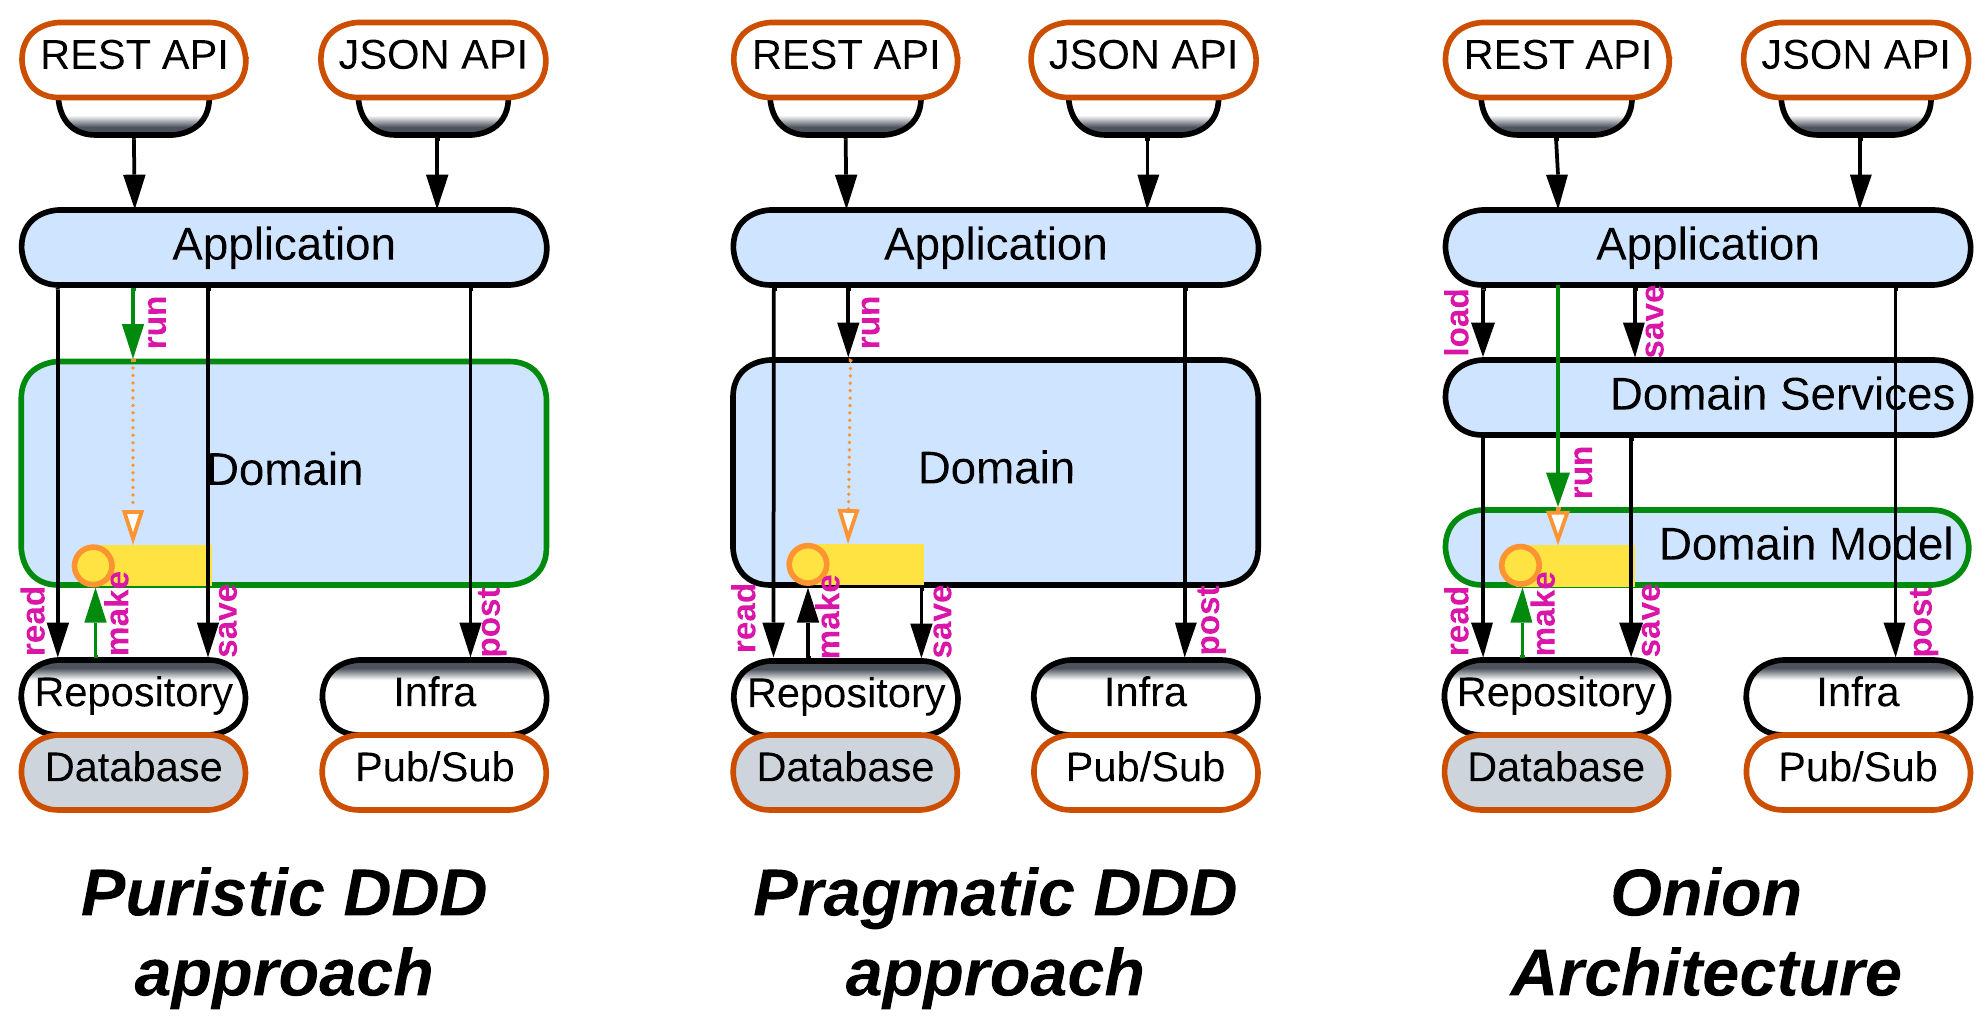 REST API
JSON API
Application
run
Domain
read
make
save
post
Repository
Infra
Database
Pub/Sub
Puristic DDD
approach
REST API
JSON API
Application
run
Domain
read
make
save
post
Repository
Infra
Database
Pub/Sub
Pragmatic DDD
approach
REST API
JSON API
Application
load
save
Domain Services
run
Domain Model
read
make
save
post
Repository
Infra
Database
Pub/Sub
Onion
Architecture